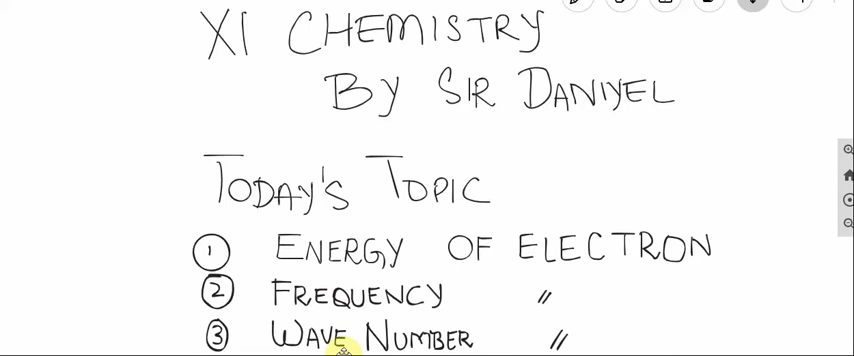 XI CHEMISTRY
By SIR DANIYEL
TODAY'S TOPIC
① ENERGY OF ELECTRON
② FREQUENCY 〃
③ WAVE NUMBER 〃